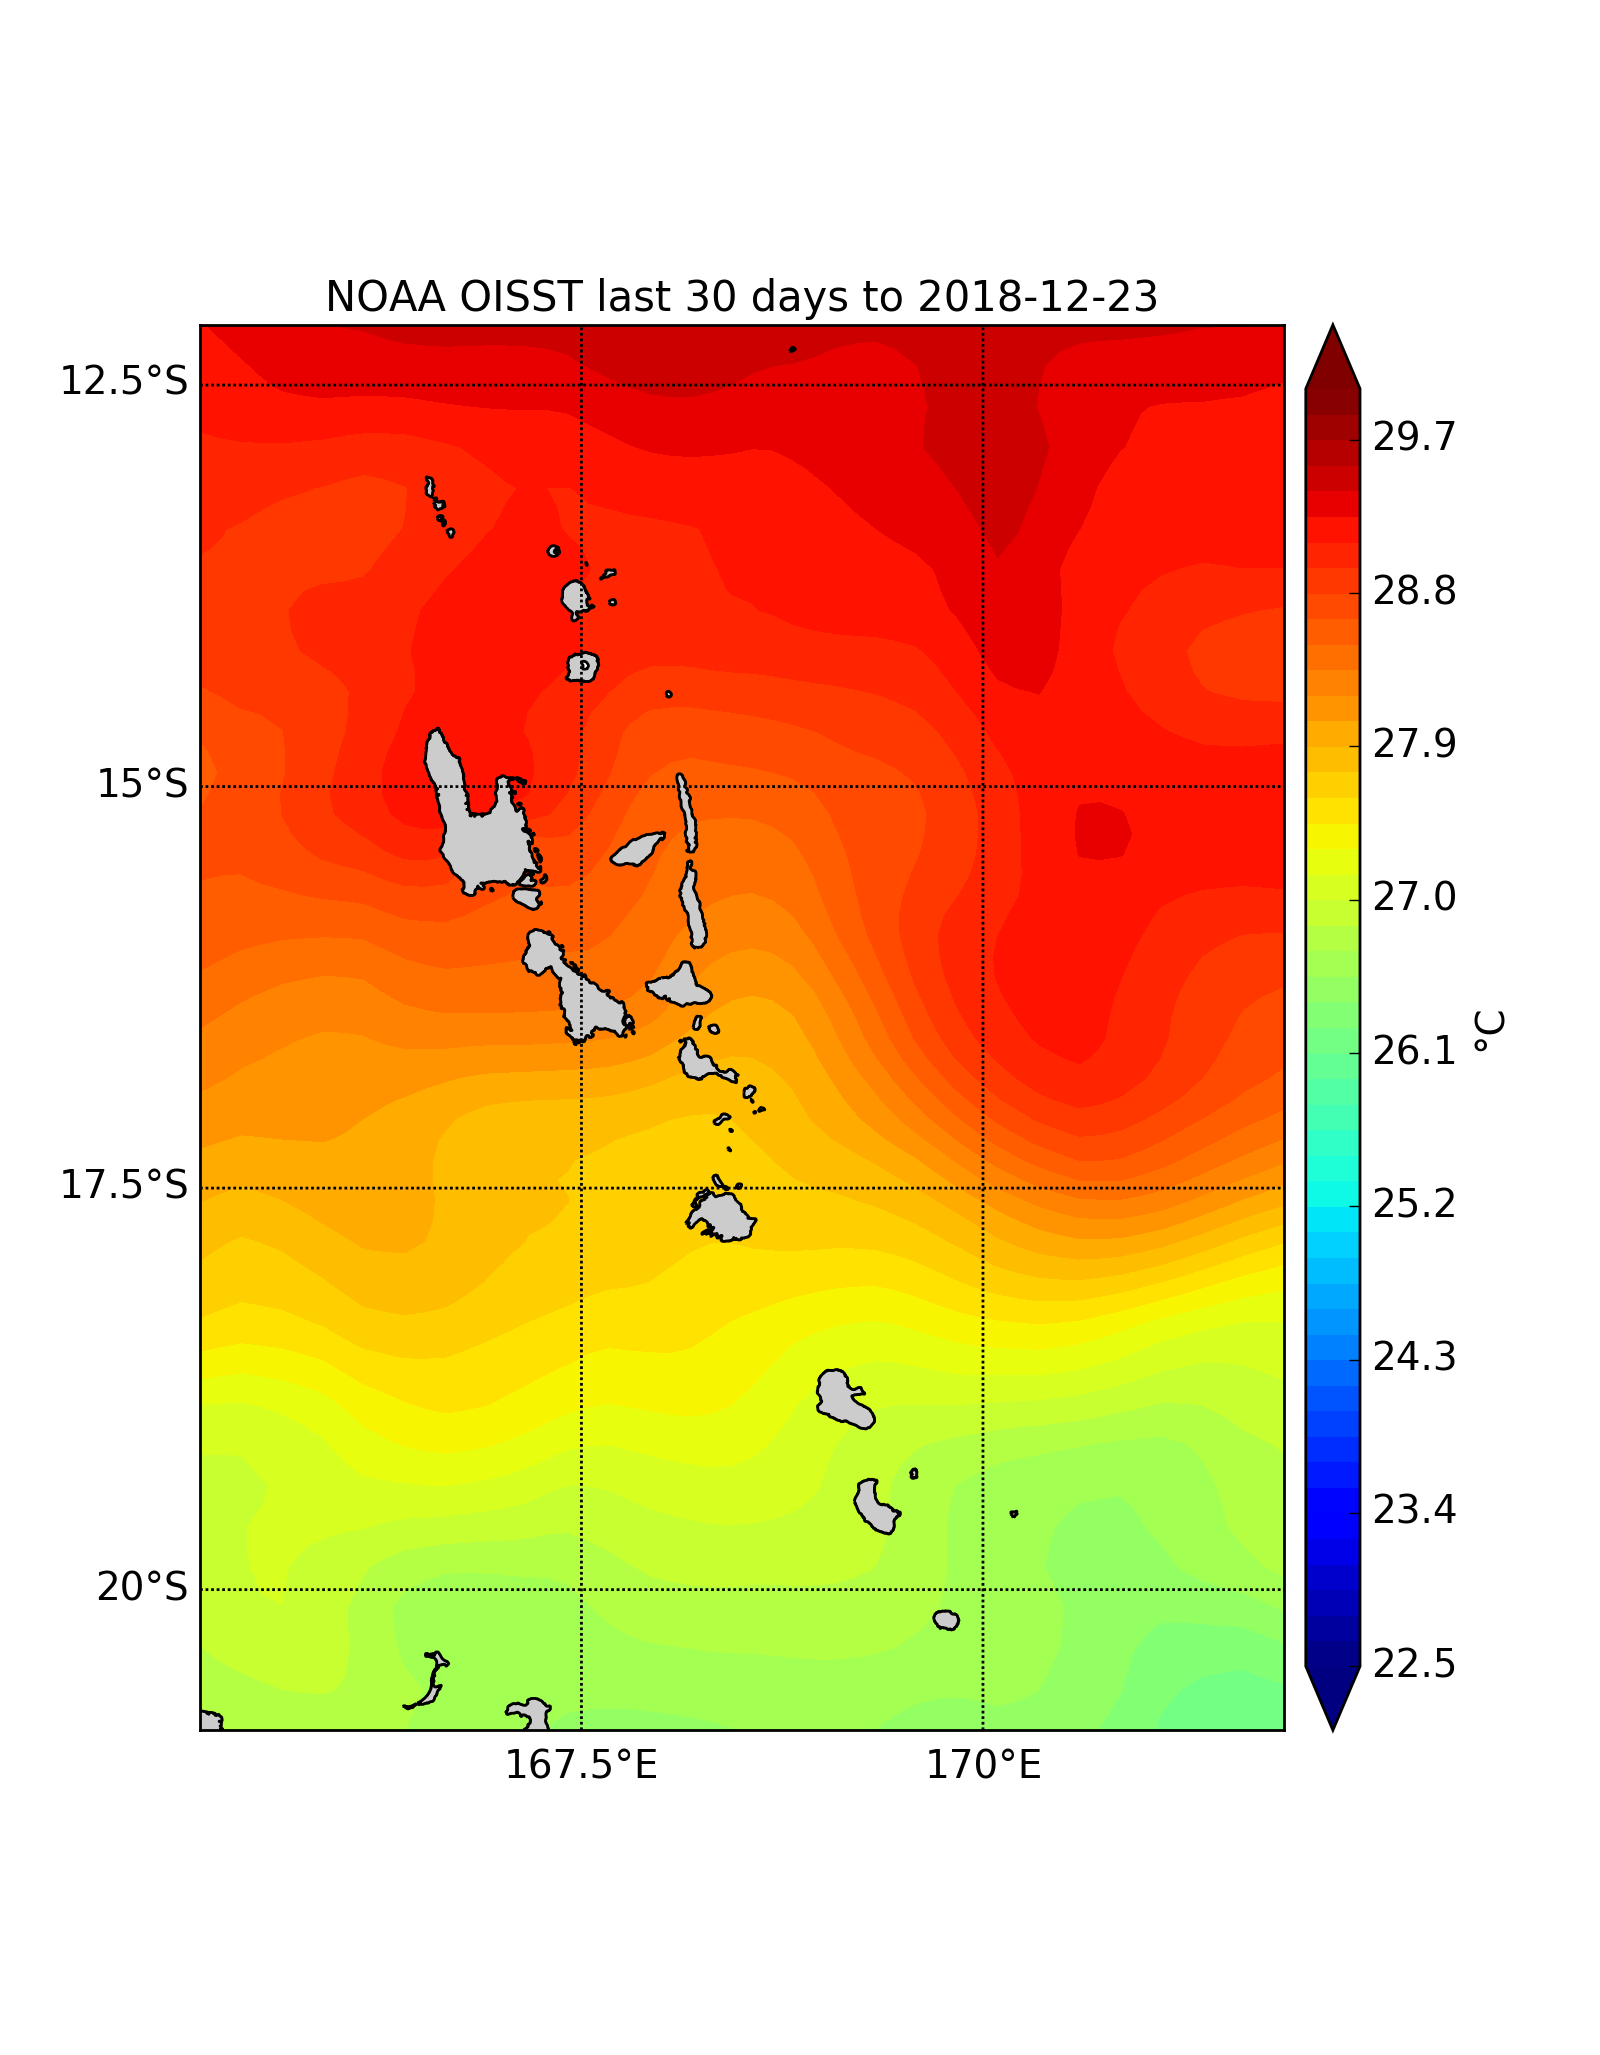 NOAA OISST last 30 days to 2018-12-23
12.5°S
15°S
17.5°S
20°S
167.5°E
170°E
29.7
28.8
27.9
27.0
26.1
25.2
24.3
23.4
22.5
°C